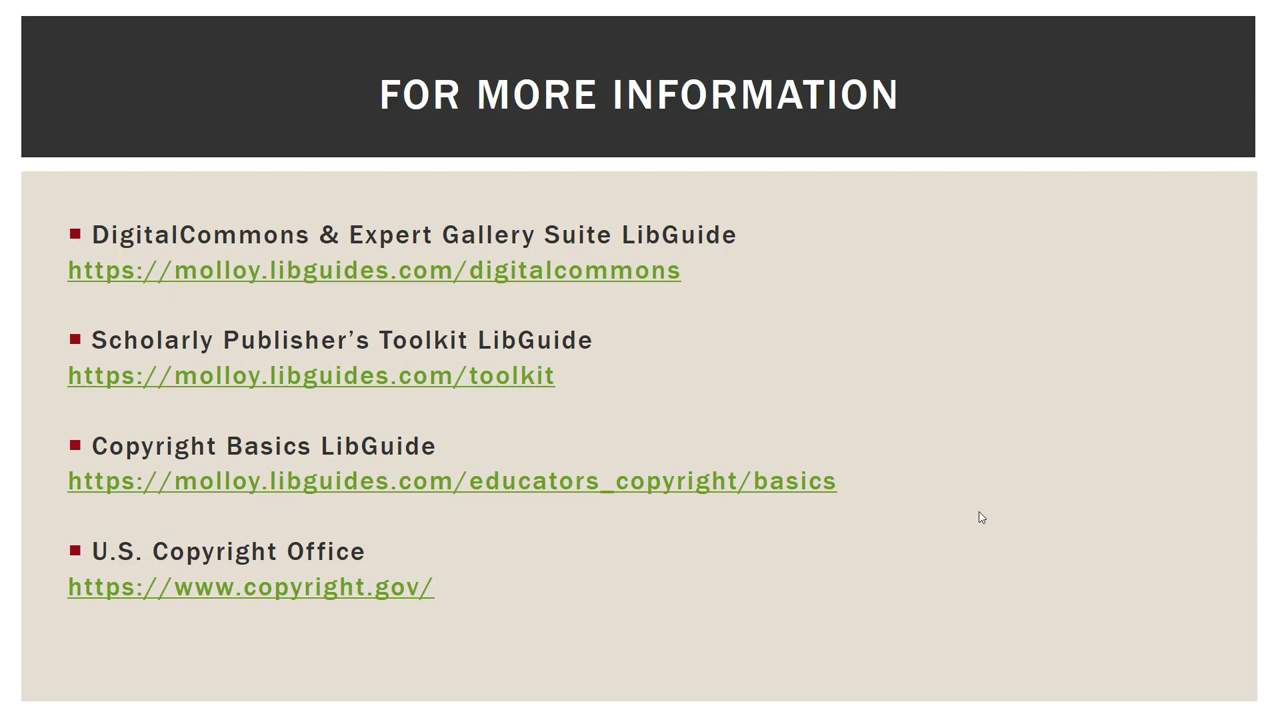 FOR MORE INFORMATION
DigitalCommons & Expert Gallery Suite LibGuide
https://molloy.libguides.com/digitalcommons
Scholarly Publisher’s Toolkit LibGuide
https://molloy.libguides.com/toolkit
Copyright Basics LibGuide
https://molloy.libguides.com/educators_copyright/basics
U.S. Copyright Office
https://www.copyright.gov/